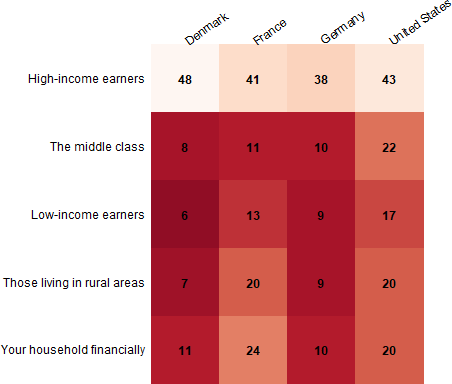 Denmark France Germany United States
High-income earners 48 41 38 43
The middle class 8 11 10 22
Low-income earners 6 13 9 17
Those living in rural areas 7 20 9 20
Your household financially 11 24 10 20